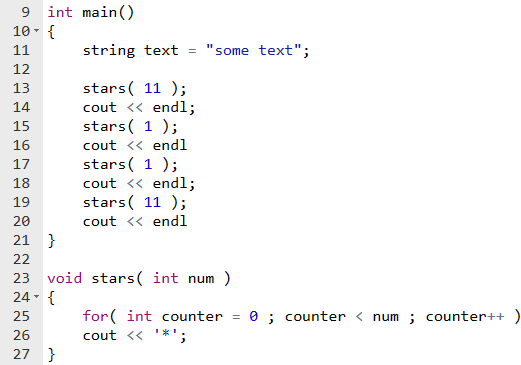 9 int main()
10 {
11 string text = "some text";
12
13 stars( 11 );
14 cout << endl;
15 stars( 1 );
16 cout << endl
17 stars( 1 );
18 cout << endl;
19 stars( 11 );
20 cout << endl
21 }
22
23 void stars( int num )
24 {
25 for( int counter = 0 ; counter < num ; counter++ )
26 cout << '*';
27 }